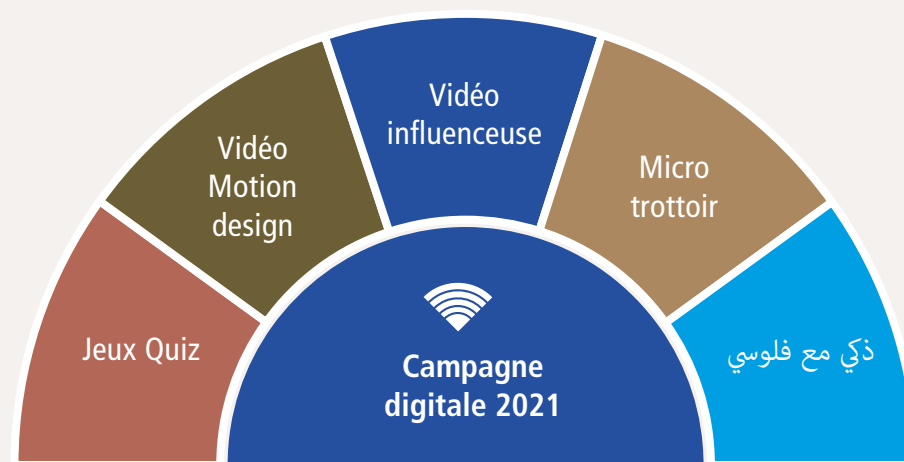 Jeux Quiz
Vidéo
Motion
design
Vidéo
influenceuse
Micro
trottoir
ذكي مع فلوسي
Campagne
digitale 2021